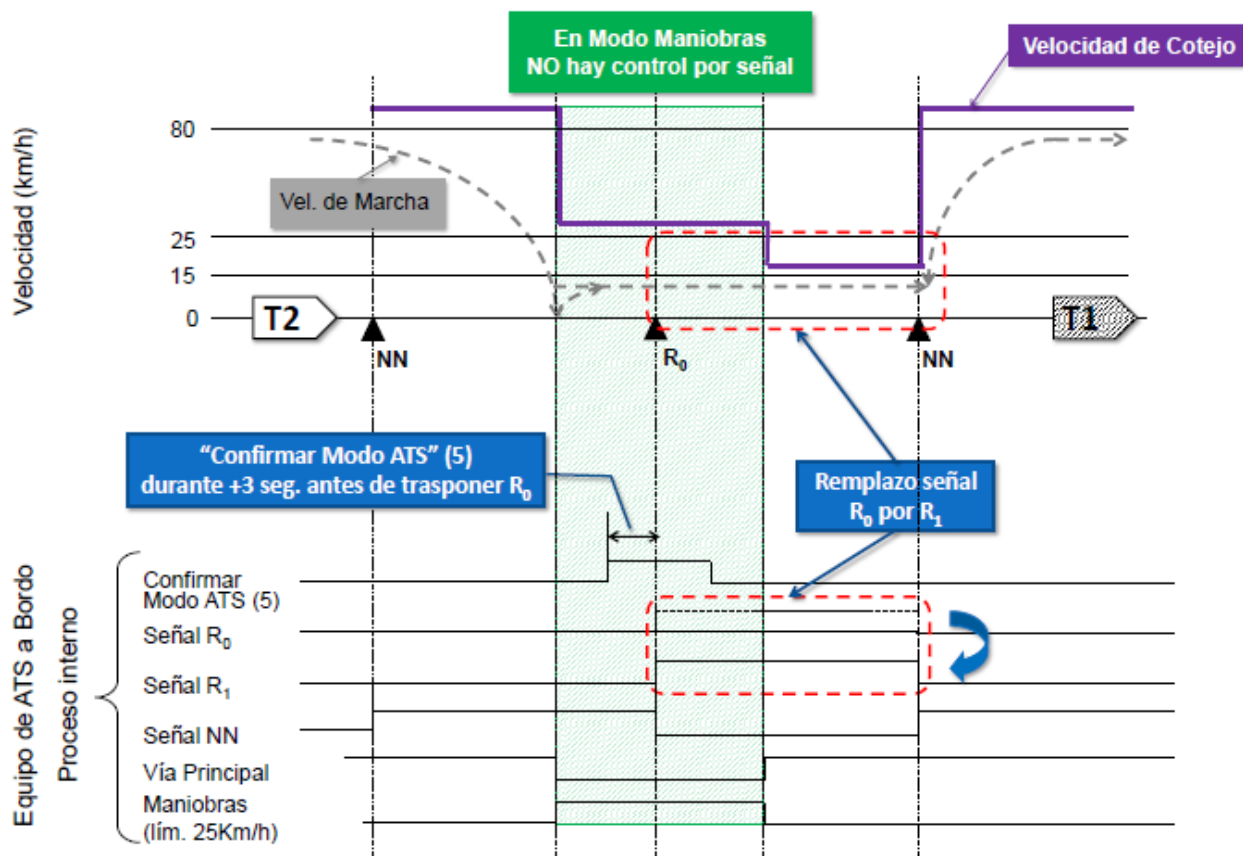 En Modo Maniobras
NO hay control por señal
Velocidad de Cotejo
Velocidad (km/h)
80
Vel. de Marcha
25
15
0
T2
T1
NN
R₀
NN
“Confirmar Modo ATS” (5)
durante +3 seg. antes de trasponer R₀
Remplazo señal
R₀ por R₁
Equipo de ATS a Bordo
Proceso interno
Confirmar
Modo ATS (5)
Señal R₀
Señal R₁
Señal NN
Vía Principal
Maniobras
(lím. 25Km/h)